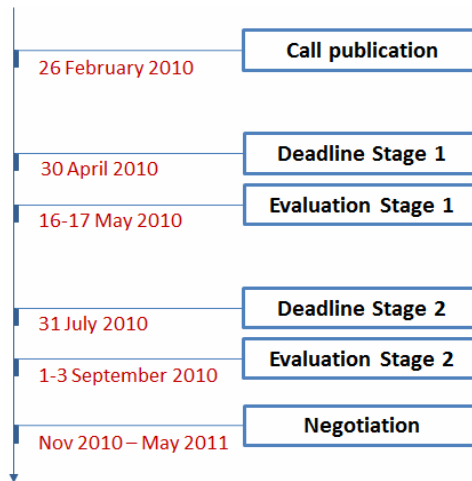 Call publication
26 February 2010
Deadline Stage 1
30 April 2010
Evaluation Stage 1
16-17 May 2010
Deadline Stage 2
31 July 2010
Evaluation Stage 2
1-3 September 2010
Negotiation
Nov 2010 – May 2011